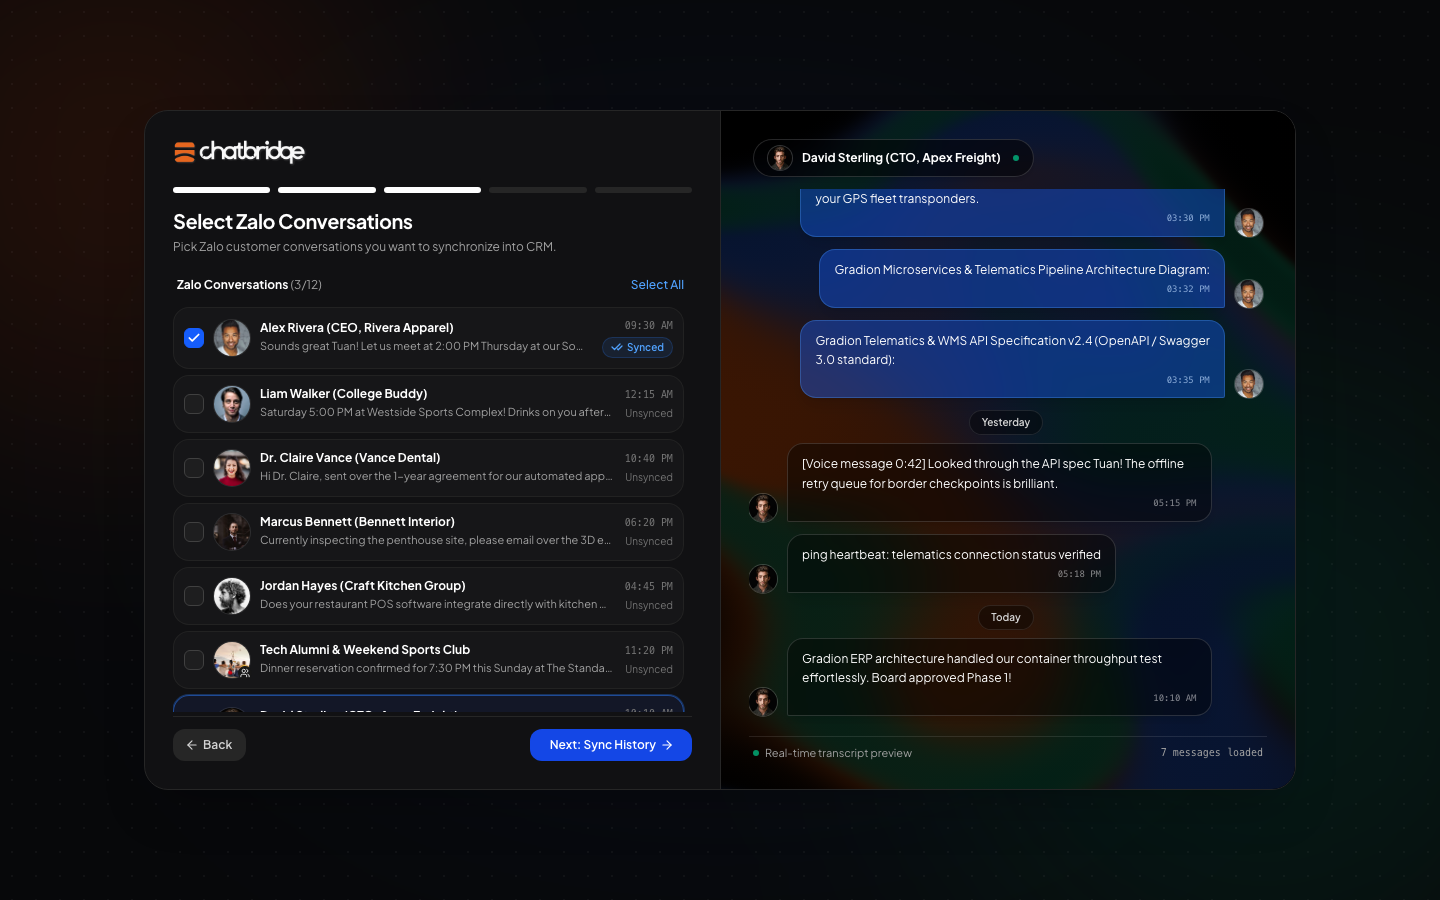 chatbridge
Select Zalo Conversations
Pick Zalo customer conversations you want to synchronize into CRM.
Zalo Conversations (3/12)
Select All
Alex Rivera (CEO, Rivera Apparel)
09:30 AM
Sounds great Tuan! Let us meet at 2:00 PM Thursday at our So...
Synced
Liam Walker (College Buddy)
12:15 AM
Saturday 5:00 PM at Westside Sports Complex! Drinks on you after...
Unsynced
Dr. Claire Vance (Vance Dental)
10:40 PM
Hi Dr. Claire, sent over the 1-year agreement for our automated app...
Unsynced
Marcus Bennett (Bennett Interior)
06:20 PM
Currently inspecting the penthouse site, please email over the 3D e...
Unsynced
Jordan Hayes (Craft Kitchen Group)
04:45 PM
Does your restaurant POS software integrate directly with kitchen ...
Unsynced
Tech Alumni & Weekend Sports Club
11:20 PM
Dinner reservation confirmed for 7:30 PM this Sunday at The Standa...
Unsynced
Back
Next: Sync History
David Sterling (CTO, Apex Freight)
your GPS fleet transponders.
03:30 PM
Gradion Microservices & Telematics Pipeline Architecture Diagram:
03:32 PM
Gradion Telematics & WMS API Specification v2.4 (OpenAPI / Swagger
3.0 standard):
03:35 PM
Yesterday
[Voice message 0:42] Looked through the API spec Tuan! The offline
retry queue for border checkpoints is brilliant.
05:15 PM
ping heartbeat: telematics connection status verified
05:18 PM
Today
Gradion ERP architecture handled our container throughput test
effortlessly. Board approved Phase 1!
10:10 AM
Real-time transcript preview
7 messages loaded